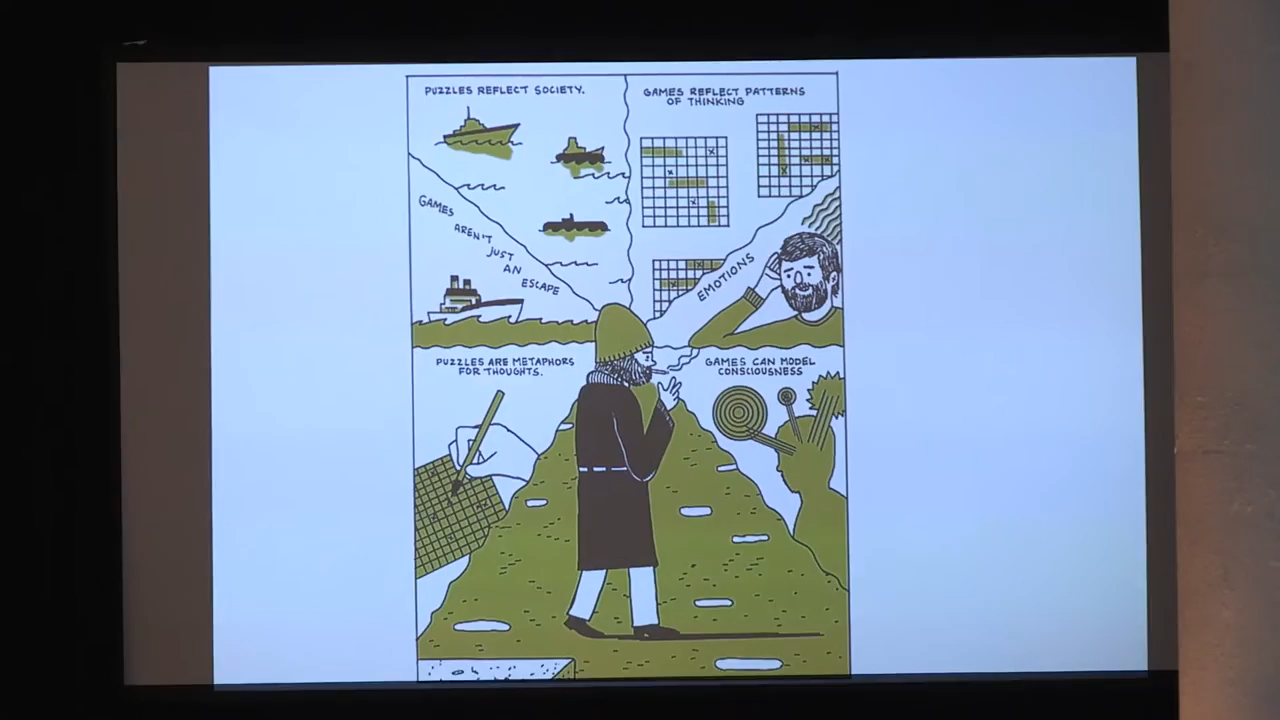 PUZZLES REFLECT SOCIETY.
GAMES REFLECT PATTERNS
OF THINKING
GAMES
AREN'T
JUST
AN
ESCAPE
EMOTIONS
PUZZLES ARE METAPHORS
FOR THOUGHTS.
GAMES CAN MODEL
CONSCIOUSNESS